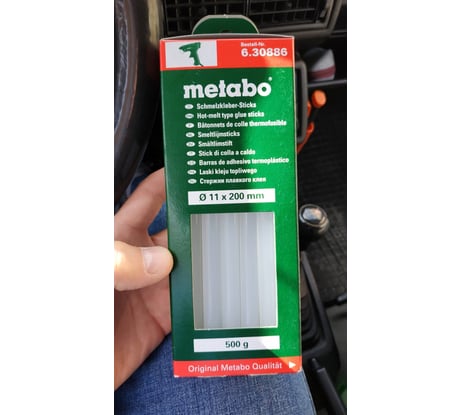 Bestell-Nr.
6.30886
metabo
Schmelzkleber-Sticks
Hot-melt type glue sticks
Bâtonnets de colle thermofusible
Smeltlijmsticks
Smältlimstift
Stick di colla a caldo
Barras de adhesivo termoplástico
Laski kleju topliwego
Стержни плавкого клея
Ø 11 x 200 mm
500 g
Original Metabo Qualität